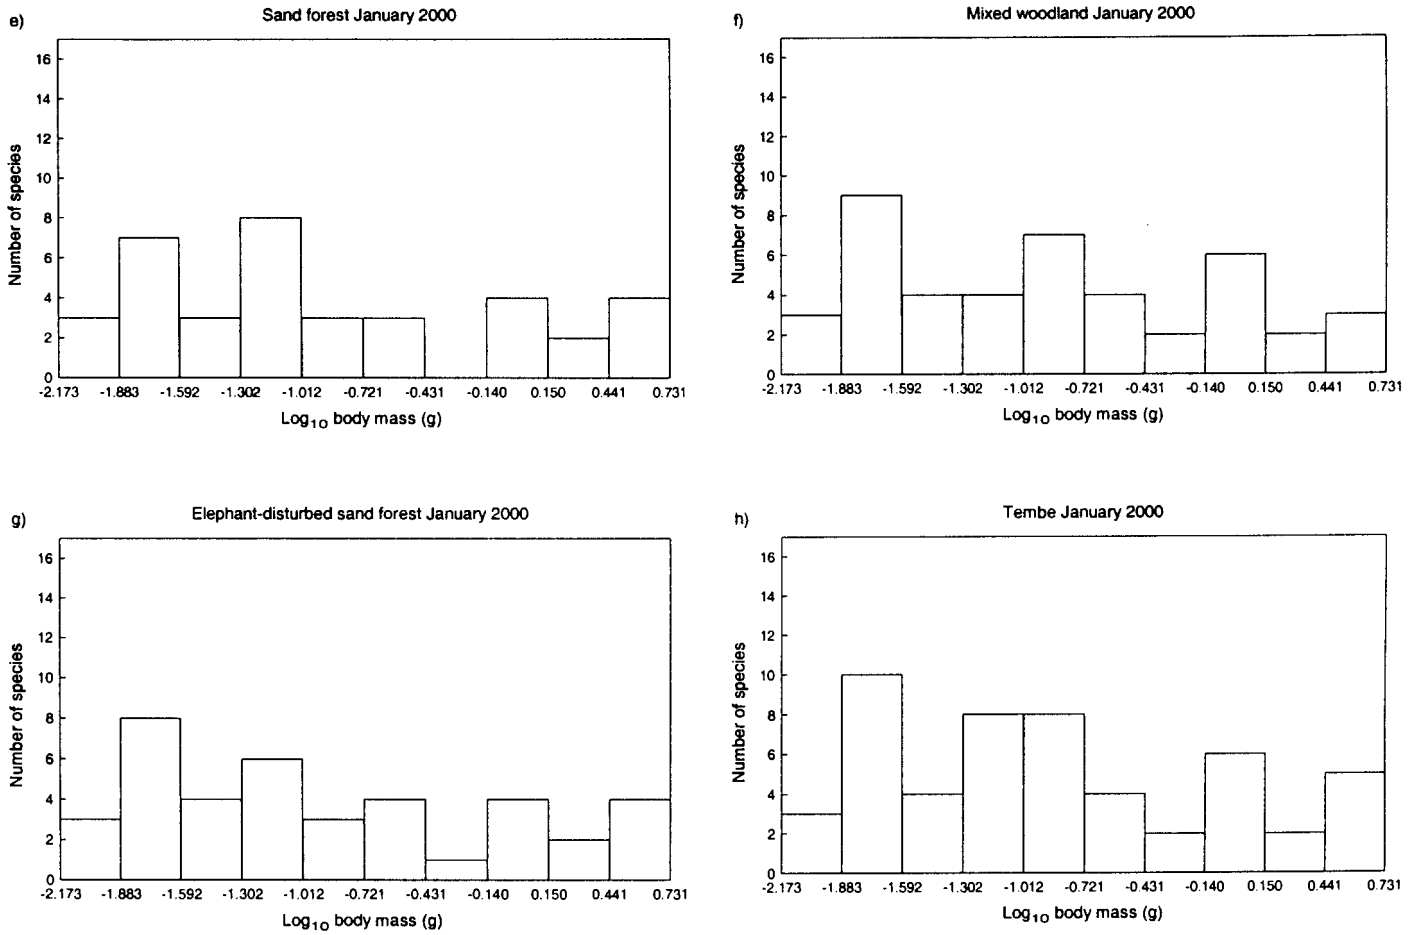 e)
Sand forest January 2000
Number of species
16
14
12
10
8
6
4
2
0
-2.173 -1.883 -1.592 -1.302 -1.012 -0.721 -0.431 -0.140 0.150 0.441 0.731
Log10 body mass (g)
f)
Mixed woodland January 2000
Number of species
16
14
12
10
8
6
4
2
0
-2.173 -1.883 -1.592 -1.302 -1.012 -0.721 -0.431 -0.140 0.150 0.441 0.731
Log10 body mass (g)
g)
Elephant-disturbed sand forest January 2000
Number of species
16
14
12
10
8
6
4
2
0
-2.173 -1.883 -1.592 -1.302 -1.012 -0.721 -0.431 -0.140 0.150 0.441 0.731
Log10 body mass (g)
h)
Tembe January 2000
Number of species
16
14
12
10
8
6
4
2
0
-2.173 -1.883 -1.592 -1.302 -1.012 -0.721 -0.431 -0.140 0.150 0.441 0.731
Log10 body mass (g)